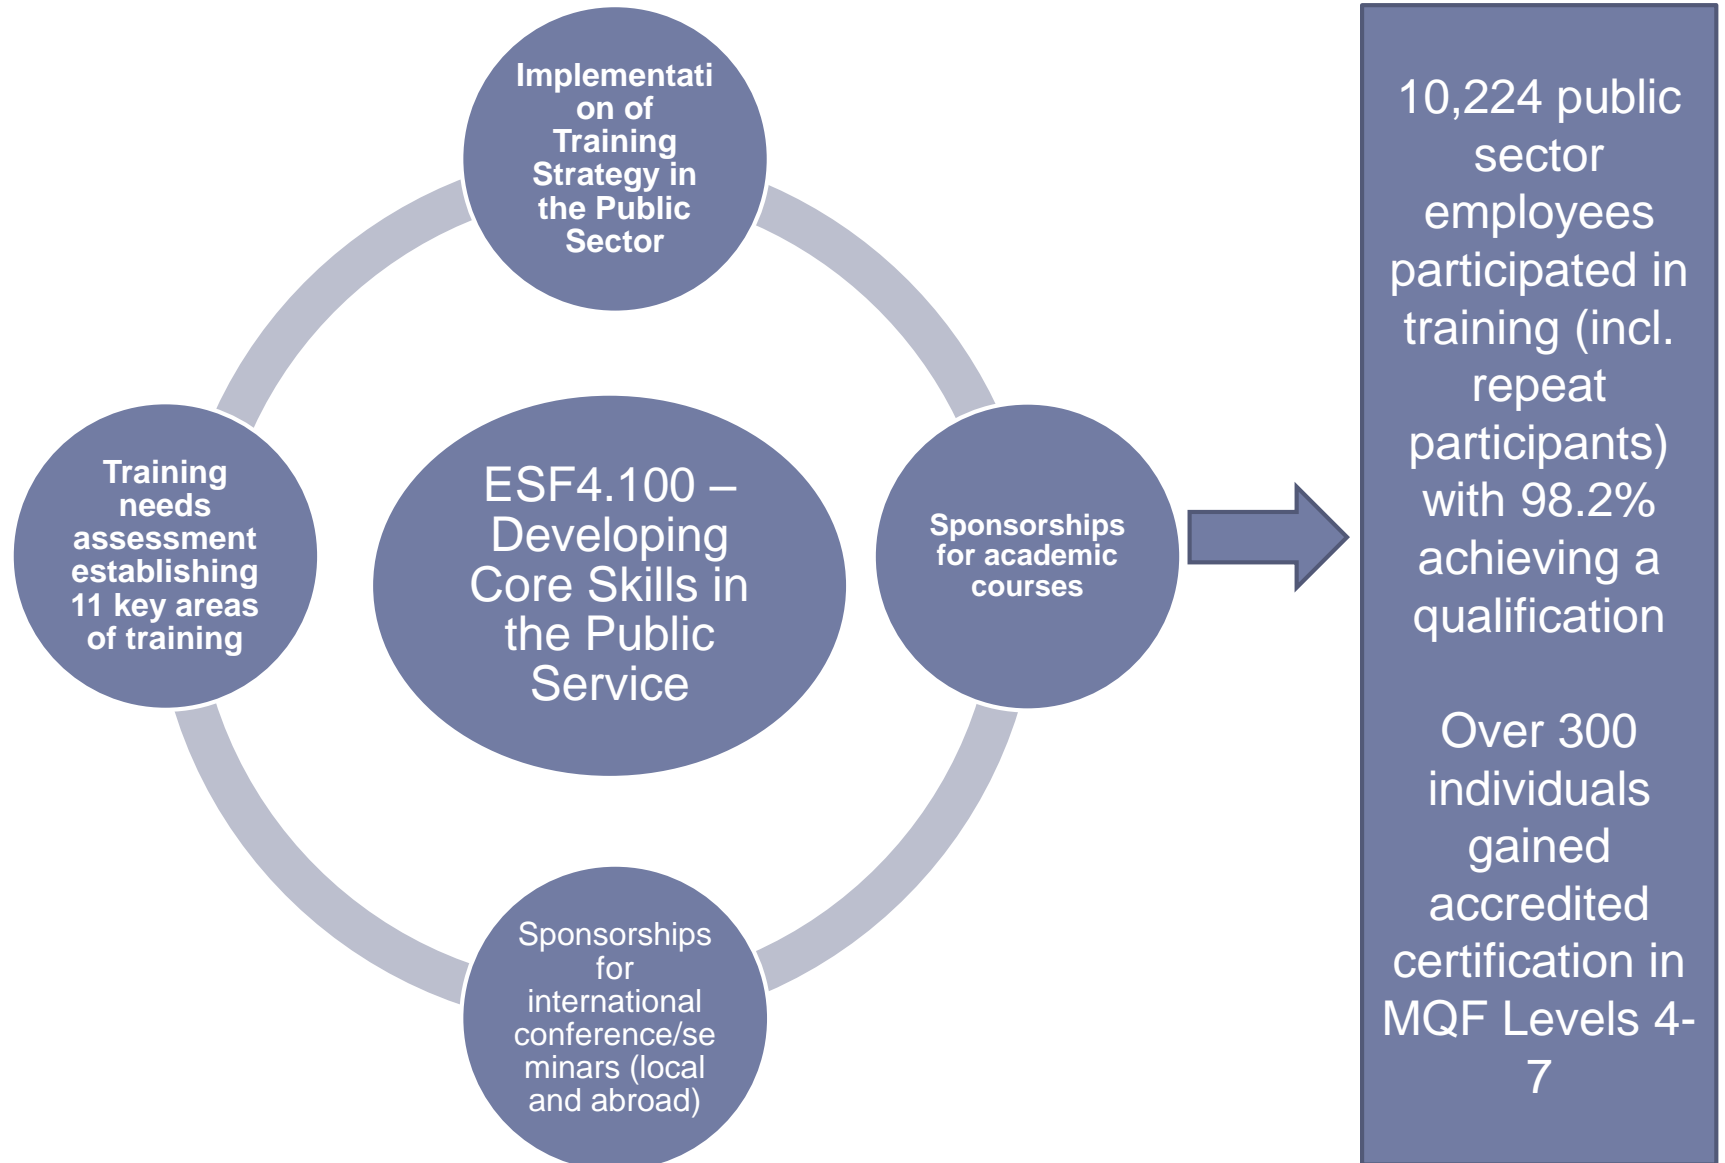 Implementati
on of
Training
Strategy in
the Public
Sector
Training
needs
assessment
establishing
11 key areas
of training
ESF4.100 –
Developing
Core Skills in
the Public
Service
Sponsorships
for academic
courses
Sponsorships
for
international
conference/se
minars (local
and abroad)
10,224 public
sector
employees
participated in
training (incl.
repeat
participants)
with 98.2%
achieving a
qualification
Over 300
individuals
gained
accredited
certification in
MQF Levels 4-
7